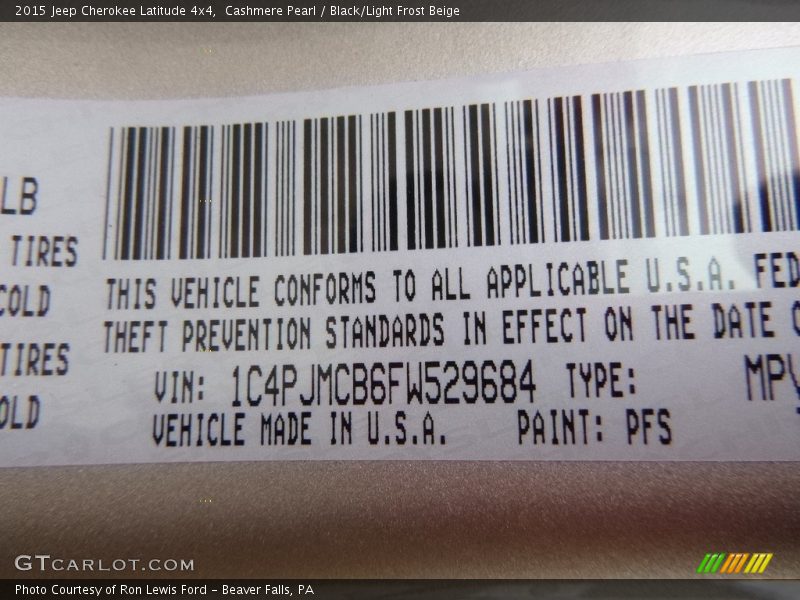 2015 Jeep Cherokee Latitude 4x4, Cashmere Pearl / Black/Light Frost Beige
LB
TIRES
COLD
TIRES
OLD
THIS VEHICLE CONFORMS TO ALL APPLICABLE U.S.A. FED
THEFT PREVENTION STANDARDS IN EFFECT ON THE DATE O
VIN: 1C4PJMCB6FW529684 TYPE: MPV
VEHICLE MADE IN U.S.A. PAINT: PFS
GTCARLOT.COM
Photo Courtesy of Ron Lewis Ford - Beaver Falls, PA